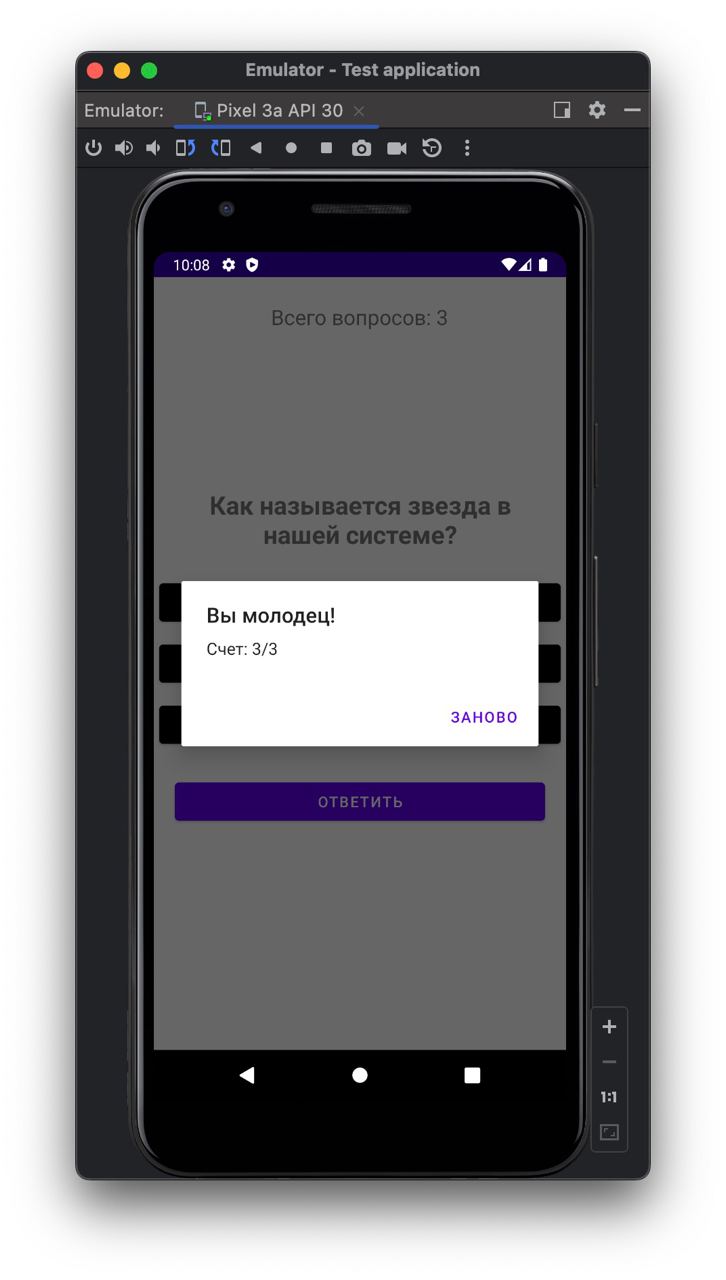 Emulator - Test application
Emulator: Pixel 3a API 30
10:08
Всего вопросов: 3
Как называется звезда в
нашей системе?
Вы молодец!
Счет: 3/3
ЗАНОВО
ОТВЕТИТЬ
1:1